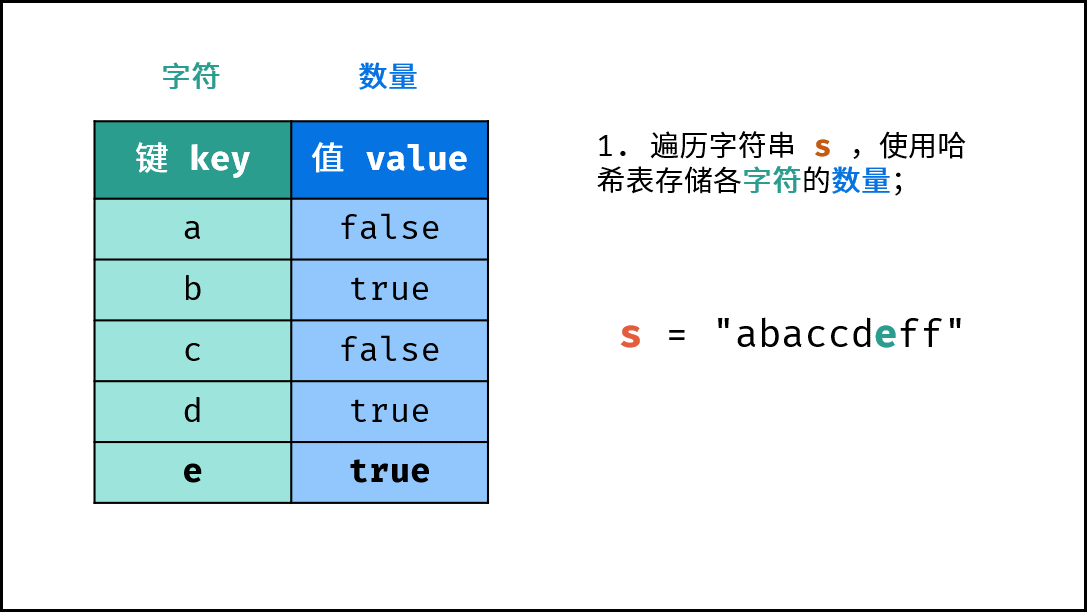 字符 数量
键 key 值 value
a false
b true
c false
d true
e true
1. 遍历字符串 s ，使用哈
希表存储各字符的数量；
s = "abaccdeff"